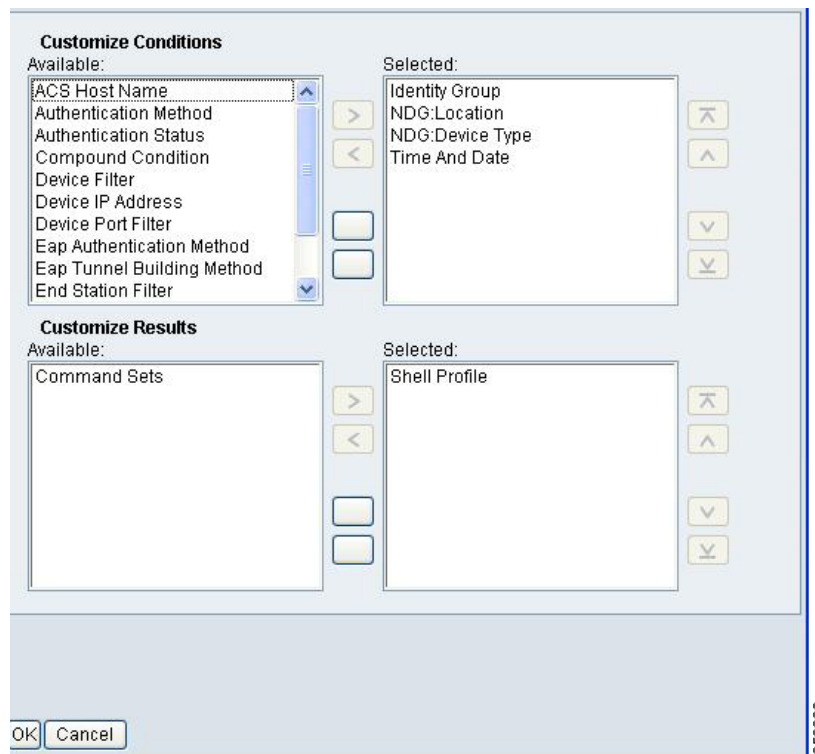 Customize Conditions
Available:
ACS Host Name
Authentication Method
Authentication Status
Compound Condition
Device Filter
Device IP Address
Device Port Filter
Eap Authentication Method
Eap Tunnel Building Method
End Station Filter
>
<
Selected:
Identity Group
NDG:Location
NDG:Device Type
Time And Date
Customize Results
Available:
Command Sets
>
<
Selected:
Shell Profile
OK
Cancel